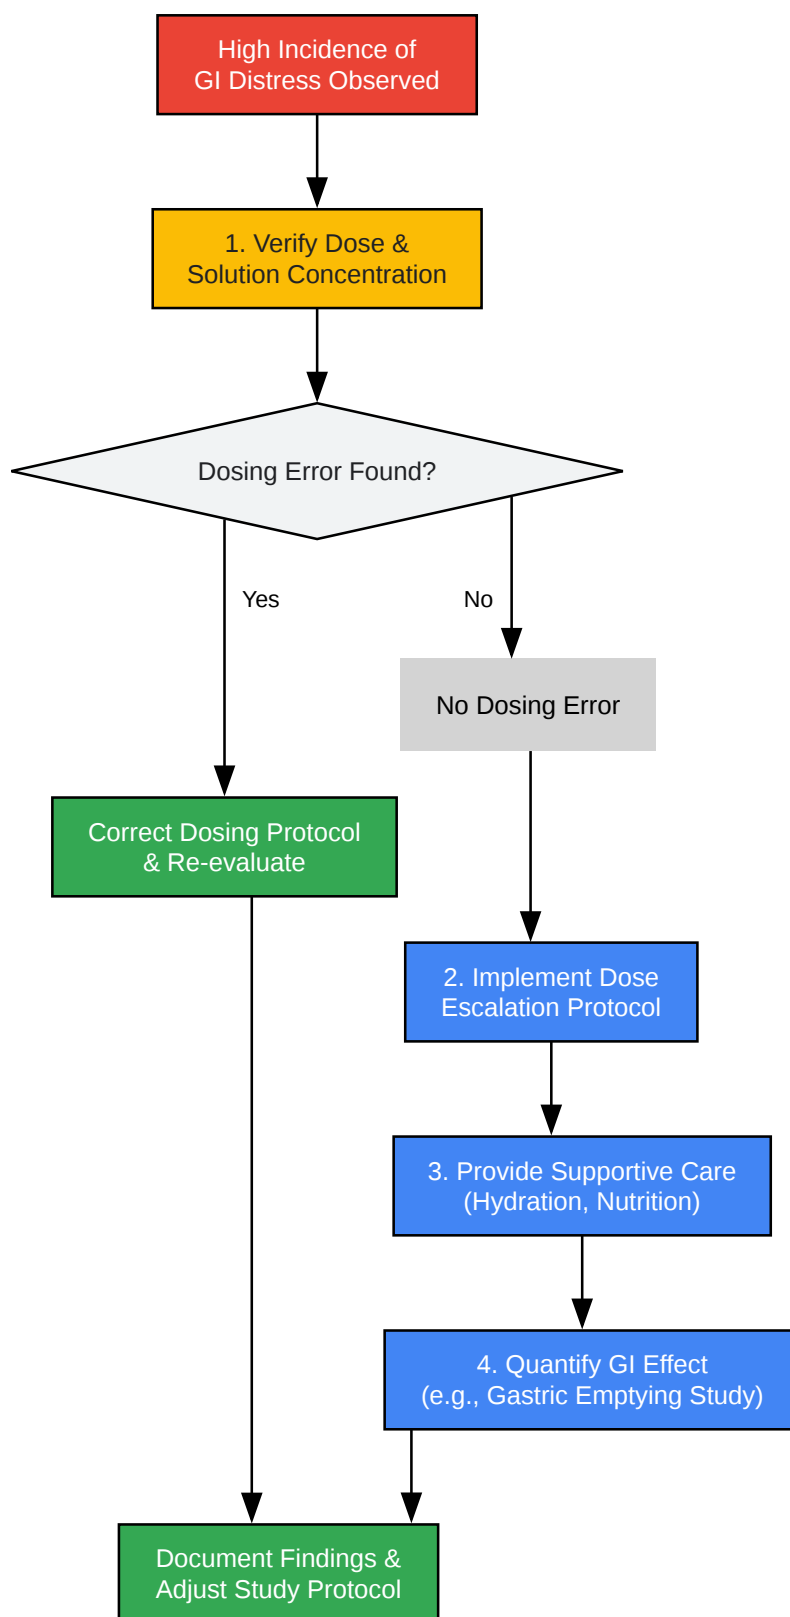 High Incidence of
GI Distress Observed
1. Verify Dose &
Solution Concentration
Dosing Error Found?
Yes
No
No Dosing Error
Correct Dosing Protocol
& Re-evaluate
2. Implement Dose
Escalation Protocol
3. Provide Supportive Care
(Hydration, Nutrition)
4. Quantify GI Effect
(e.g., Gastric Emptying Study)
Document Findings &
Adjust Study Protocol